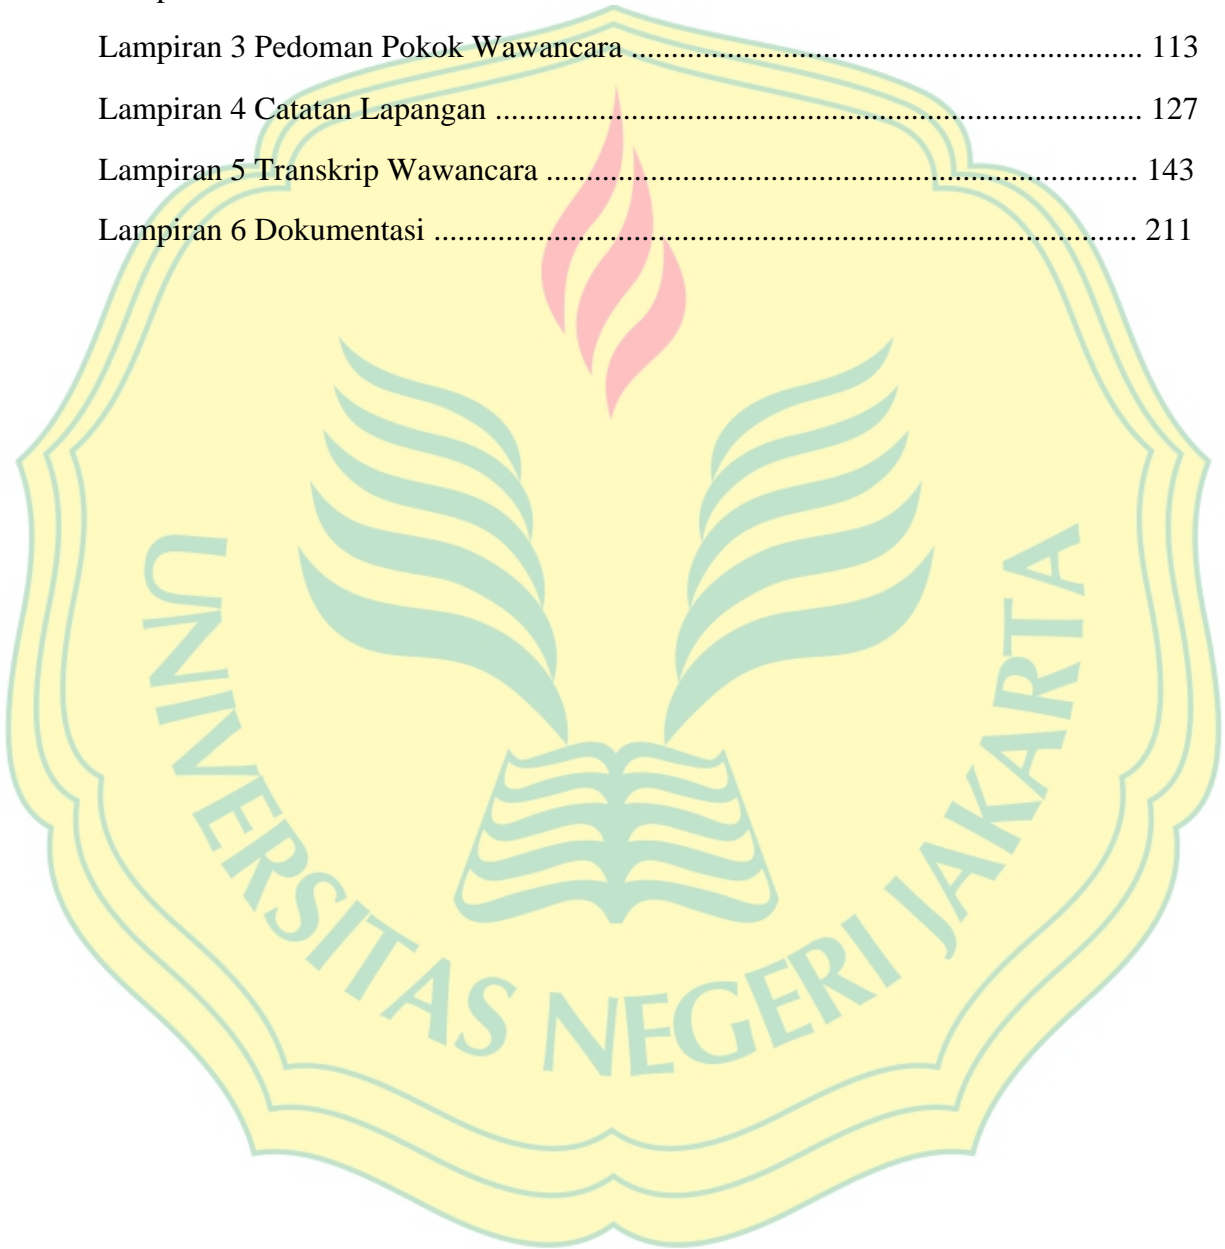 Lampiran 3 Pedoman Pokok Wawancara ................................................................ 113
Lampiran 4 Catatan Lapangan ................................................................................. 127
Lampiran 5 Transkrip Wawancara .......................................................................... 143
Lampiran 6 Dokumentasi ........................................................................................ 211
UNIVERSITAS NEGERI JAKARTA